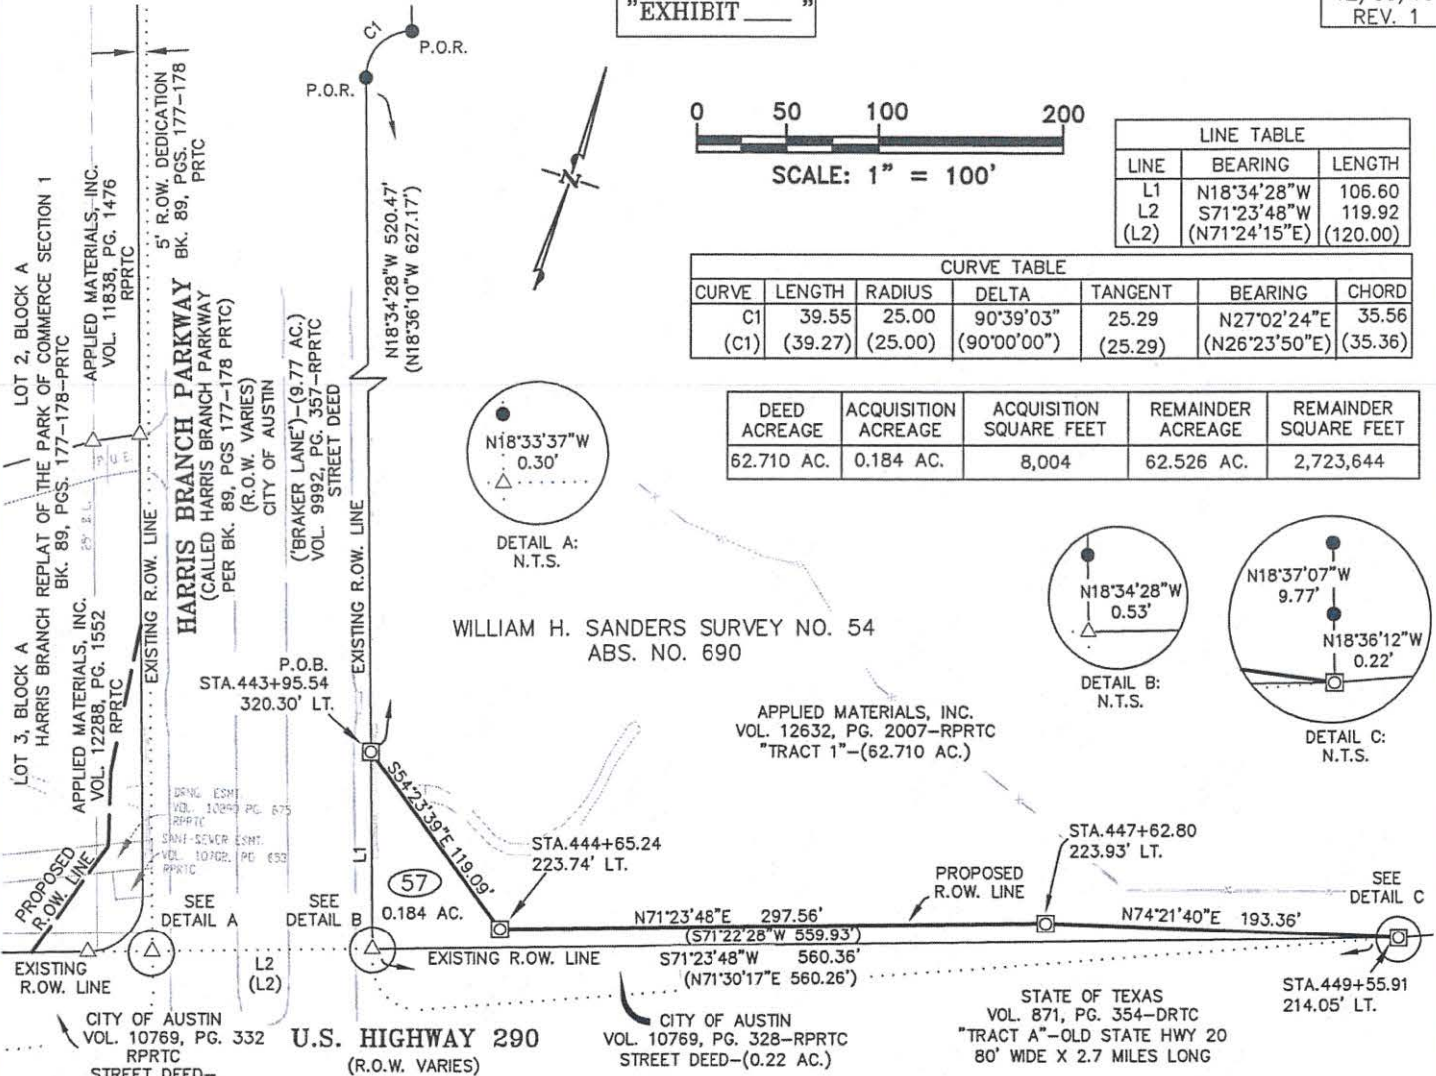 "EXHIBIT ____ "
REV. 1
C1
P.O.R.
P.O.R.
N18°34'28"W 520.47'
(N18°36'10"W 627.17')
N
0 50 100 200
SCALE: 1" = 100'
LINE TABLE
LINE BEARING LENGTH
L1 N18°34'28"W 106.60
L2 S71°23'48"W 119.92
(L2) (N71°24'15"E) (120.00)
CURVE TABLE
CURVE LENGTH RADIUS DELTA TANGENT BEARING CHORD
C1 39.55 25.00 90°39'03" 25.29 N27°02'24"E 35.56
(C1) (39.27) (25.00) (90°00'00") (25.29) (N26°23'50"E) (35.36)
DEED ACREAGE ACQUISITION ACREAGE ACQUISITION SQUARE FEET REMAINDER ACREAGE REMAINDER SQUARE FEET
62.710 AC. 0.184 AC. 8,004 62.526 AC. 2,723,644
LOT 2, BLOCK A
LOT 3, BLOCK A
HARRIS BRANCH REPLAT OF THE PARK OF COMMERCE SECTION 1
BK. 89, PGS. 177-178-PRTC
APPLIED MATERIALS, INC.
VOL. 11838, PG. 1476
RPRTC
APPLIED MATERIALS, INC.
VOL. 12288, PG. 1552
RPRTC
5' R.O.W. DEDICATION
BK. 89, PGS. 177-178
PRTC
P.U.E.
25' B.L.
EXISTING R.O.W. LINE
HARRIS BRANCH PARKWAY
(CALLED HARRIS BRANCH PARKWAY
PER BK. 89, PGS 177-178 PRTC)
(R.O.W. VARIES)
CITY OF AUSTIN
('BRAKER LANE')-(9.77 AC.)
VOL. 9992, PG. 357-RPRTC
STREET DEED
EXISTING R.O.W. LINE
N18°33'37"W
0.30'
DETAIL A:
N.T.S.
N18°34'28"W
0.53'
DETAIL B:
N.T.S.
N18°37'07"W
9.77'
N18°36'12"W
0.22'
DETAIL C:
N.T.S.
WILLIAM H. SANDERS SURVEY NO. 54
ABS. NO. 690
P.O.B.
STA.443+95.54
320.30' LT.
APPLIED MATERIALS, INC.
VOL. 12632, PG. 2007-RPRTC
"TRACT 1"-(62.710 AC.)
S54°23'39"E 119.09'
STA.444+65.24
223.74' LT.
STA.447+62.80
223.93' LT.
DRNG. ESMT.
VOL. 10290 PG. 675
RPRTC
SANI-SEWER ESMT.
VOL. 10702, PG 653
RPRTC
PROPOSED
R.O.W. LINE
L1
57
0.184 AC.
SEE
DETAIL A
SEE
DETAIL B
PROPOSED
R.O.W. LINE
SEE
DETAIL C
N71°23'48"E 297.56'
N74°21'40"E 193.36'
(S71°22'28"W 559.93')
EXISTING R.O.W. LINE
S71°23'48"W 560.36'
(N71°30'17"E 560.26')
EXISTING
R.O.W. LINE
L2
(L2)
STA.449+55.91
214.05' LT.
CITY OF AUSTIN
VOL. 10769, PG. 332
RPRTC
STREET DEED-
U.S. HIGHWAY 290
(R.O.W. VARIES)
CITY OF AUSTIN
VOL. 10769, PG. 328-RPRTC
STREET DEED-(0.22 AC.)
STATE OF TEXAS
VOL. 871, PG. 354-DRTC
"TRACT A"-OLD STATE HWY 20
80' WIDE X 2.7 MILES LONG